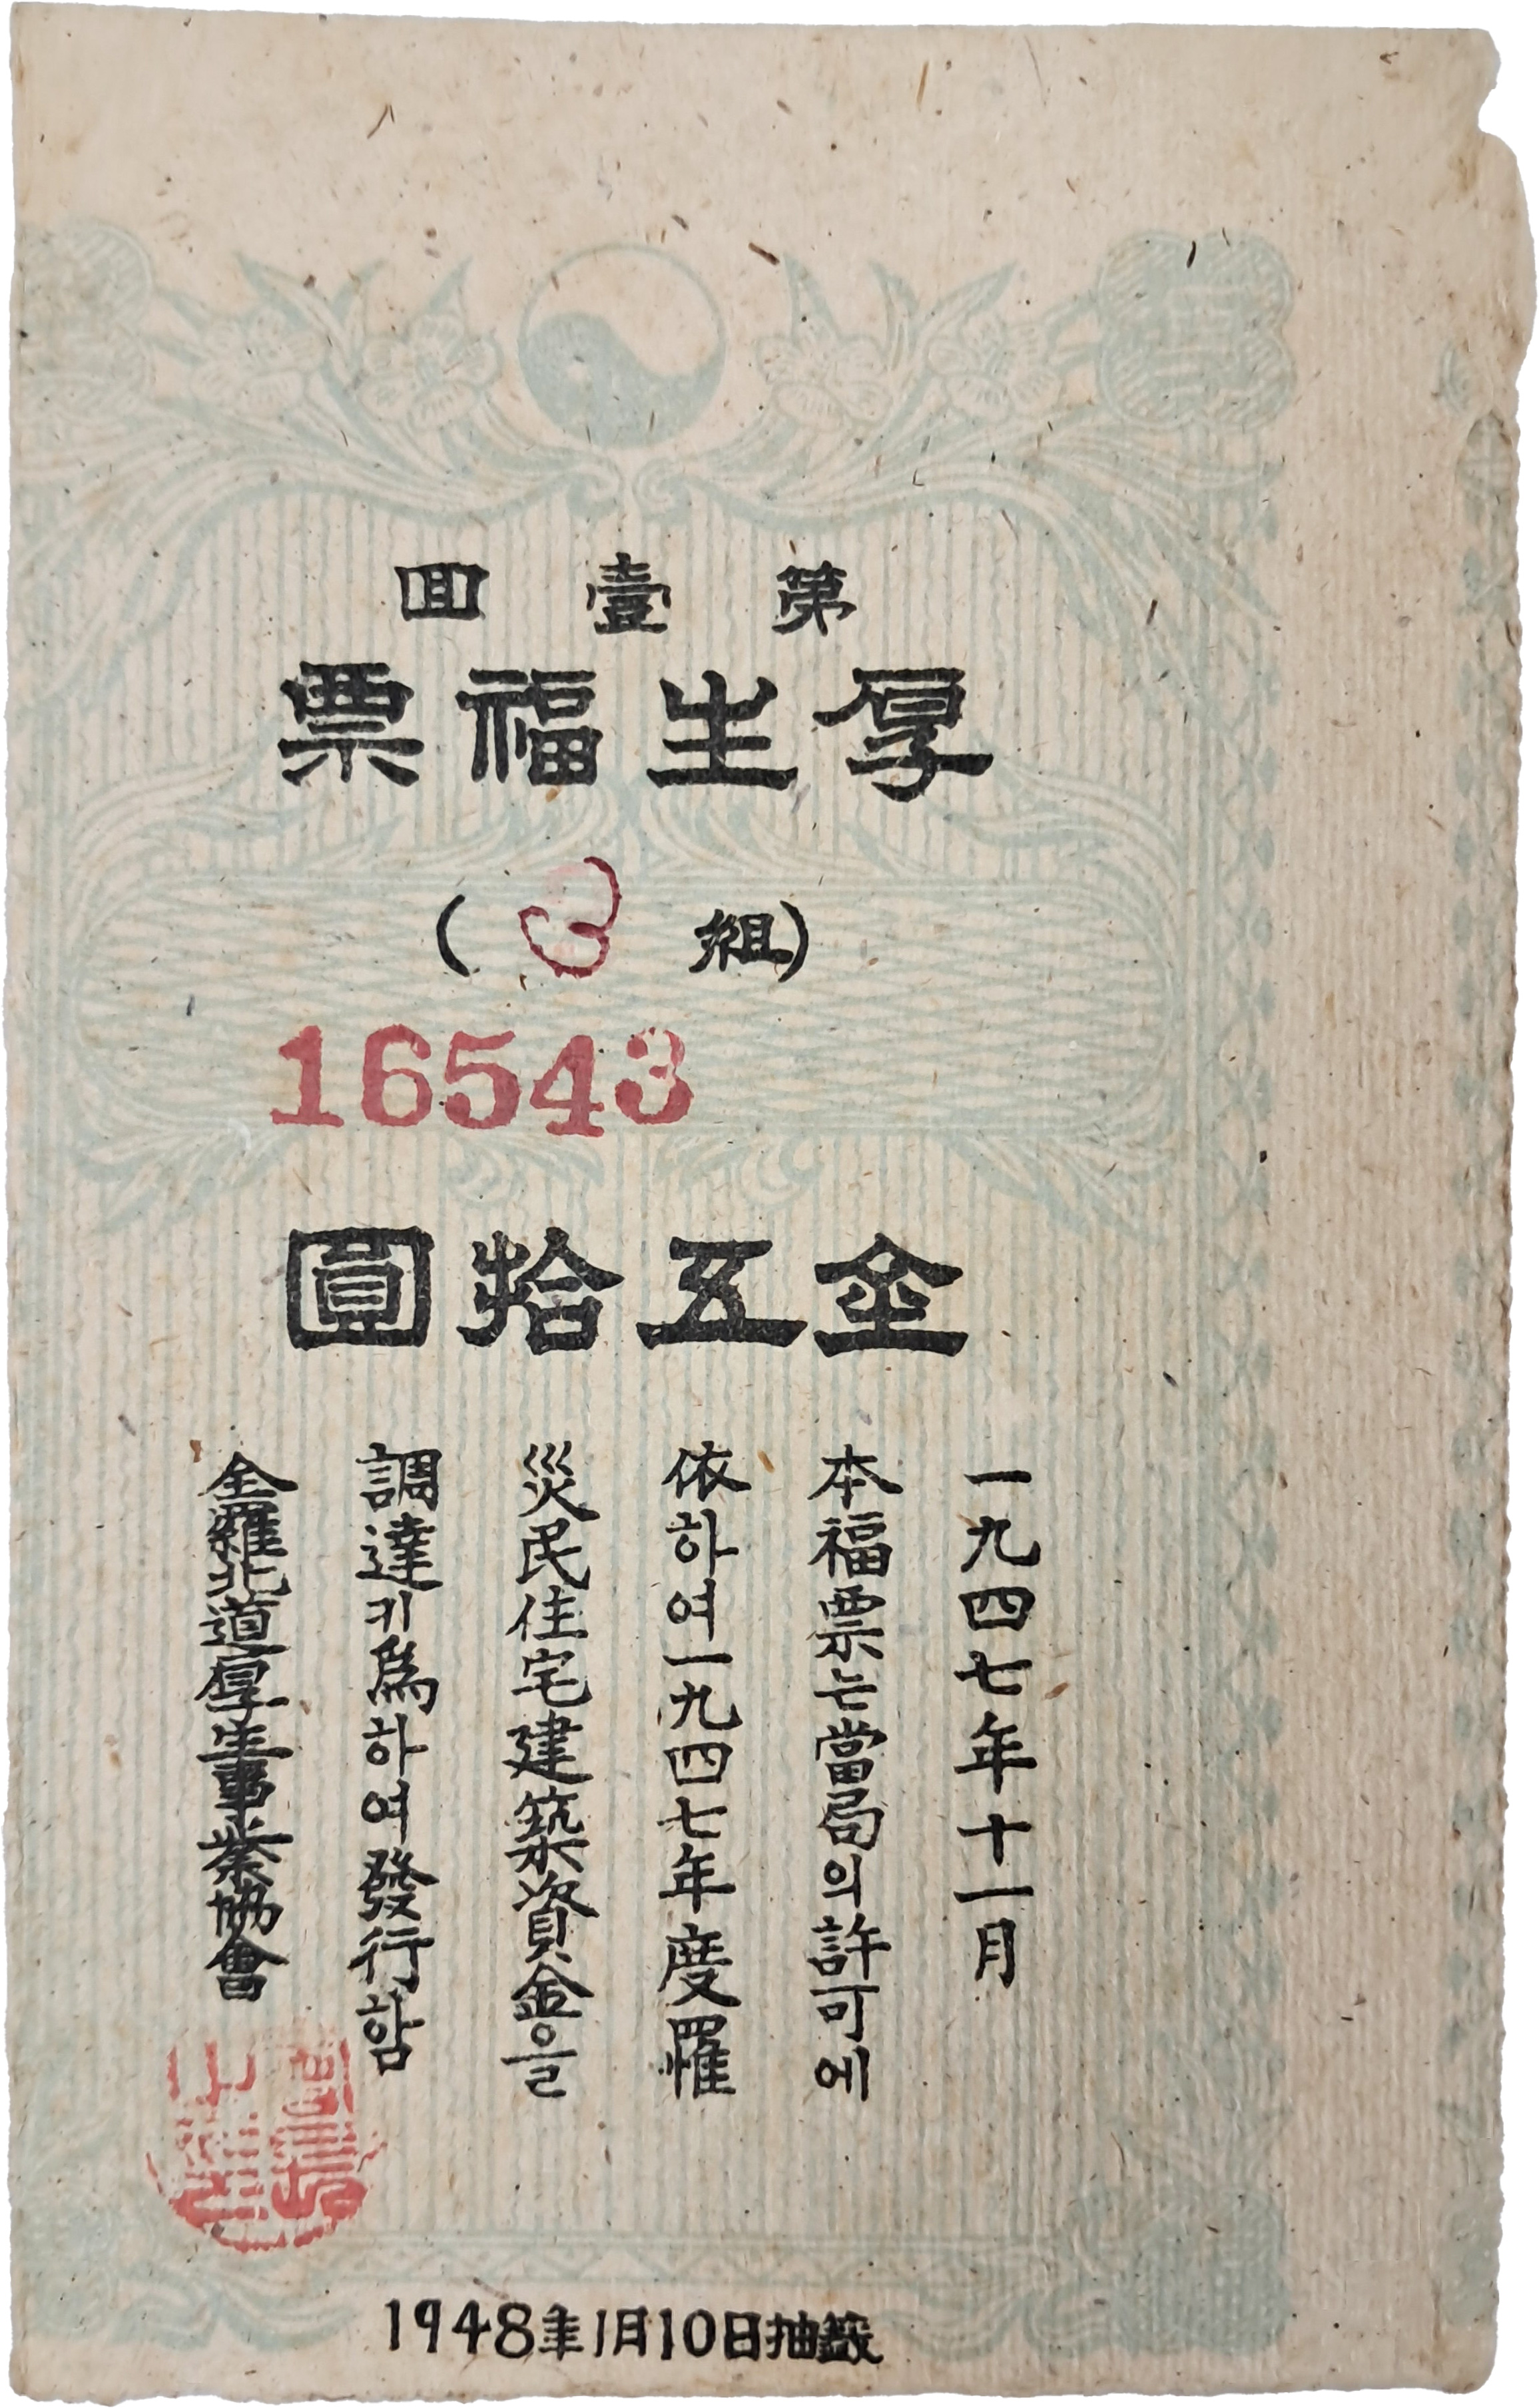 第壹回
厚生福票
(3組)
16543
金五拾圓
一九四七年十一月
本福票는當局의許可에
依하여一九四七年度罹
災民住宅建築資金을
調達키爲하여發行함
全羅北道厚生事業協會
1948年1月10日抽籤